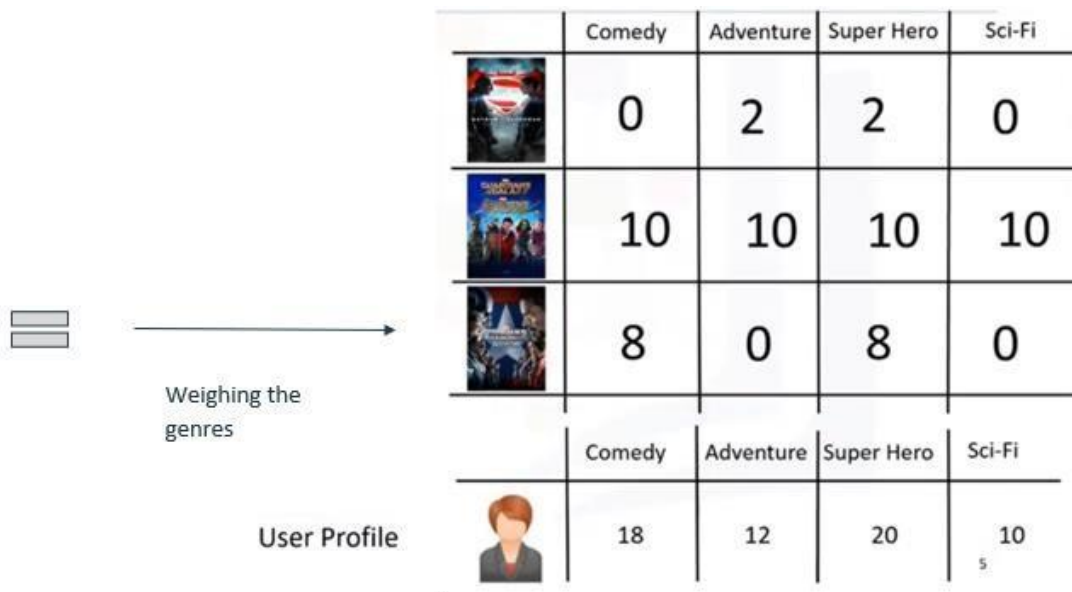 Comedy Adventure Super Hero Sci-Fi
0 2 2 0
10 10 10 10
8 0 8 0
Weighing the
genres
Comedy Adventure Super Hero Sci-Fi
User Profile 18 12 20 10
5